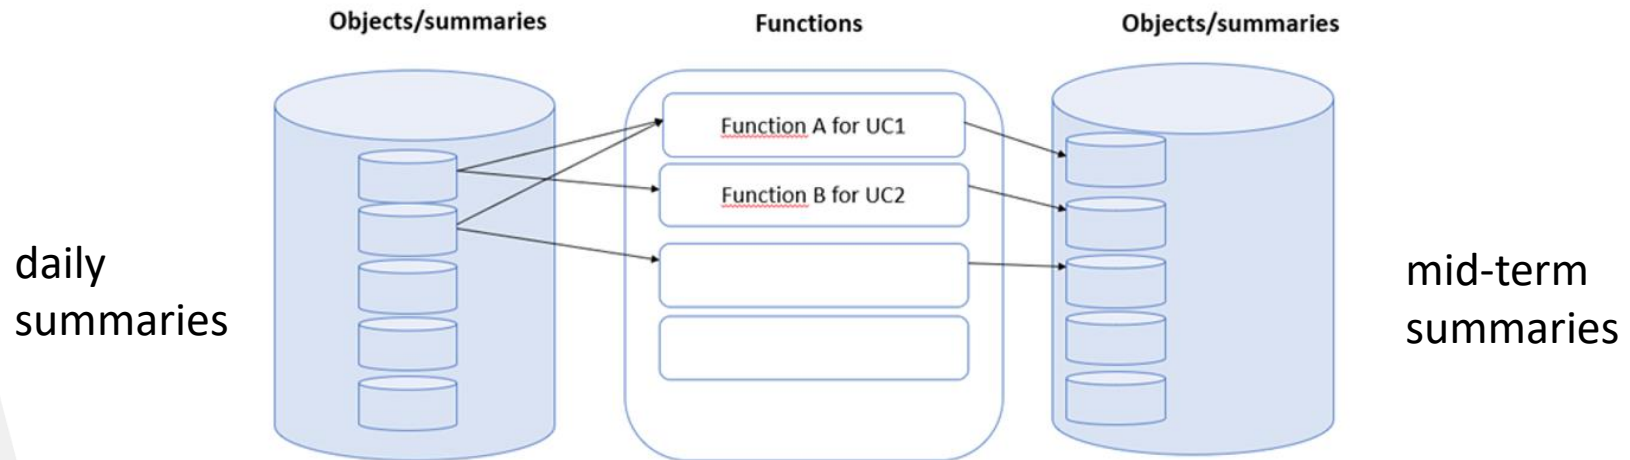 Objects/summaries
Functions
Objects/summaries
Function A for UC1
Function B for UC2
daily
summaries
mid-term
summaries